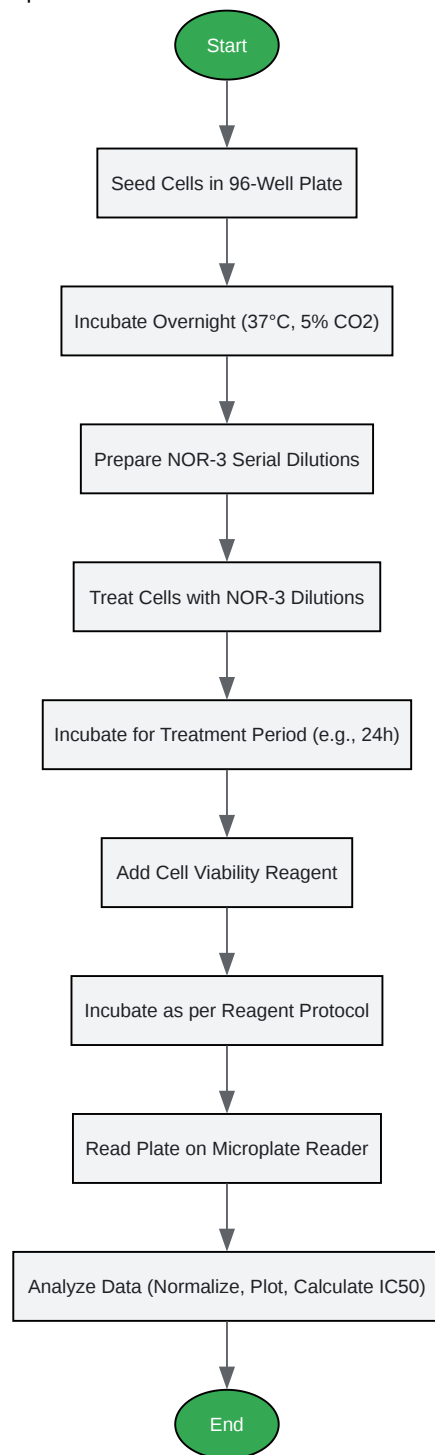 Start
Seed Cells in 96-Well Plate
Incubate Overnight (37°C, 5% CO2)
Prepare NOR-3 Serial Dilutions
Treat Cells with NOR-3 Dilutions
Incubate for Treatment Period (e.g., 24h)
Add Cell Viability Reagent
Incubate as per Reagent Protocol
Read Plate on Microplate Reader
Analyze Data (Normalize, Plot, Calculate IC50)
End